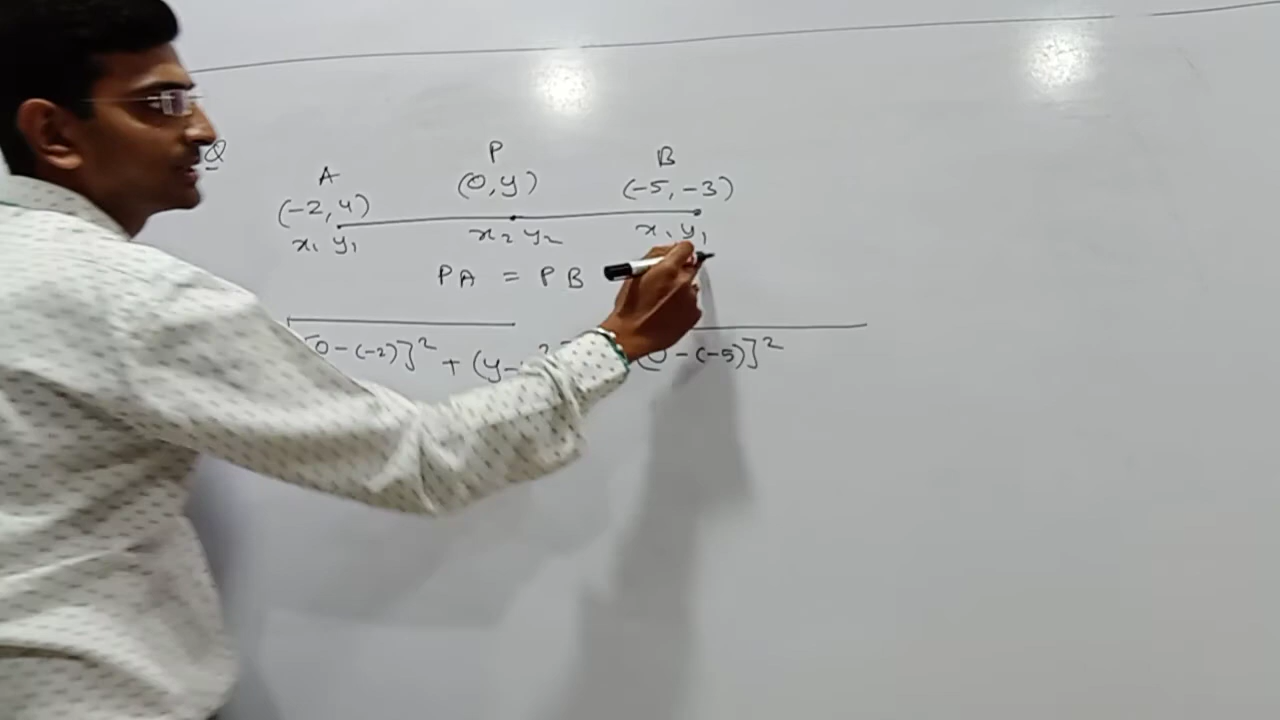 Q
A P B
(-2, 4) (0, y) (-5, -3)
x₁ y₁ x₂ y₂ x₁ y₁
PA = PB
[0-(-2)]² + (y- 0-(-5)]²